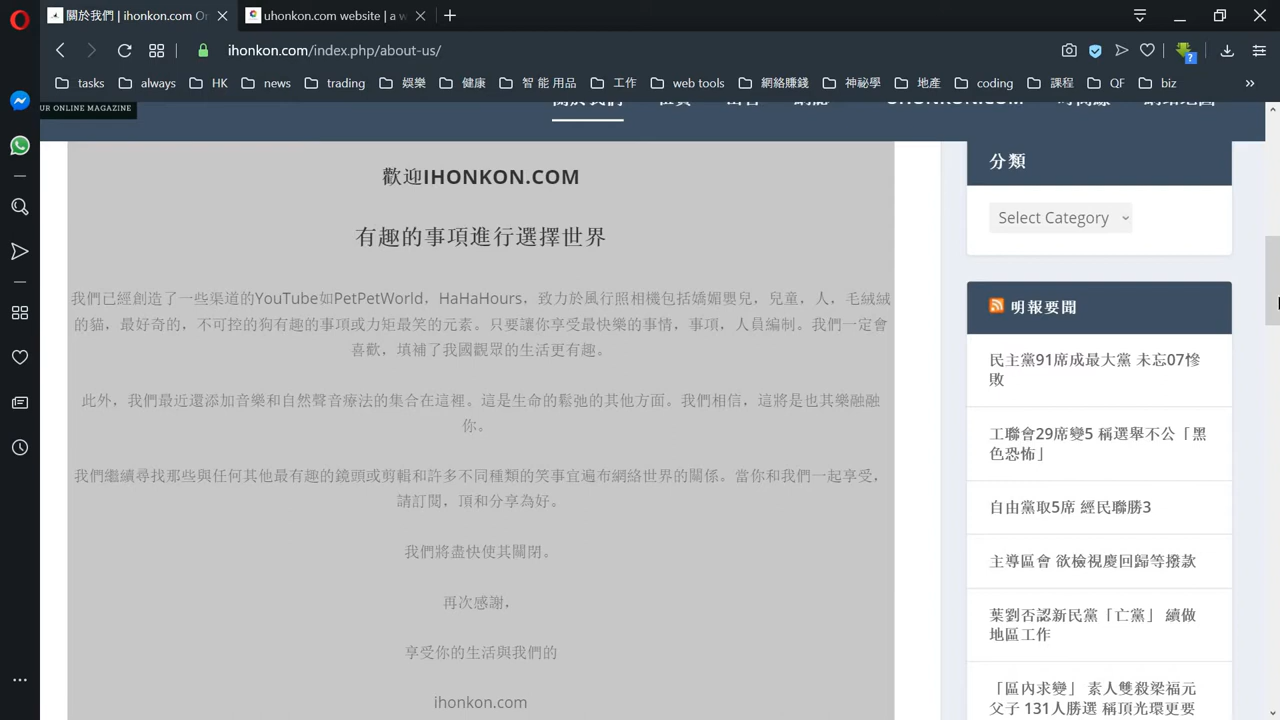 關於我們 | ihonkon.com On
uhonkon.com website | a w
ihonkon.com/index.php/about-us/
tasks always HK news trading 娛樂 健康 智 能 用品 工作 web tools 網絡賺錢 神祕學 地產 coding 課程 QF biz
UR ONLINE MAGAZINE
關於我們
UHONKON.COM
歡迎IHONKON.COM
有趣的事項進行選擇世界
我們已經創造了一些渠道的YouTube如PetPetWorld，HaHaHours，致力於風行照相機包括嬌媚嬰兒，兒童，人，毛絨絨
的貓，最好奇的，不可控的狗有趣的事項或力矩最笑的元素。只要讓你享受最快樂的事情，事項，人員編制。我們一定會
喜歡，填補了我國觀眾的生活更有趣。
此外，我們最近還添加音樂和自然聲音療法的集合在這裡。這是生命的鬆弛的其他方面。我們相信，這將是也其樂融融
你。
我們繼續尋找那些與任何其他最有趣的鏡頭或剪輯和許多不同種類的笑事宜遍布網絡世界的關係。當你和我們一起享受，
請訂閱，頂和分享為好。
我們將盡快使其關閉。
再次感謝，
享受你的生活與我們的
ihonkon.com
分類
Select Category
明報要聞
民主黨91席成最大黨 未忘07慘
敗
工聯會29席變5 稱選舉不公「黑
色恐怖」
自由黨取5席 經民聯勝3
主導區會 欲檢視慶回歸等撥款
葉劉否認新民黨「亡黨」 續做
地區工作
「區內求變」 素人雙殺梁福元
父子 131人勝選 稱頂光環更要